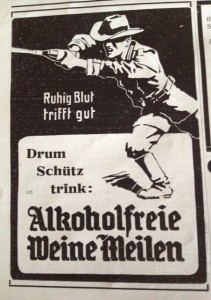 Ruhig Blut
trifft gut
Drum
Schütz
trink:
Alkoholfreie
Weine Meilen